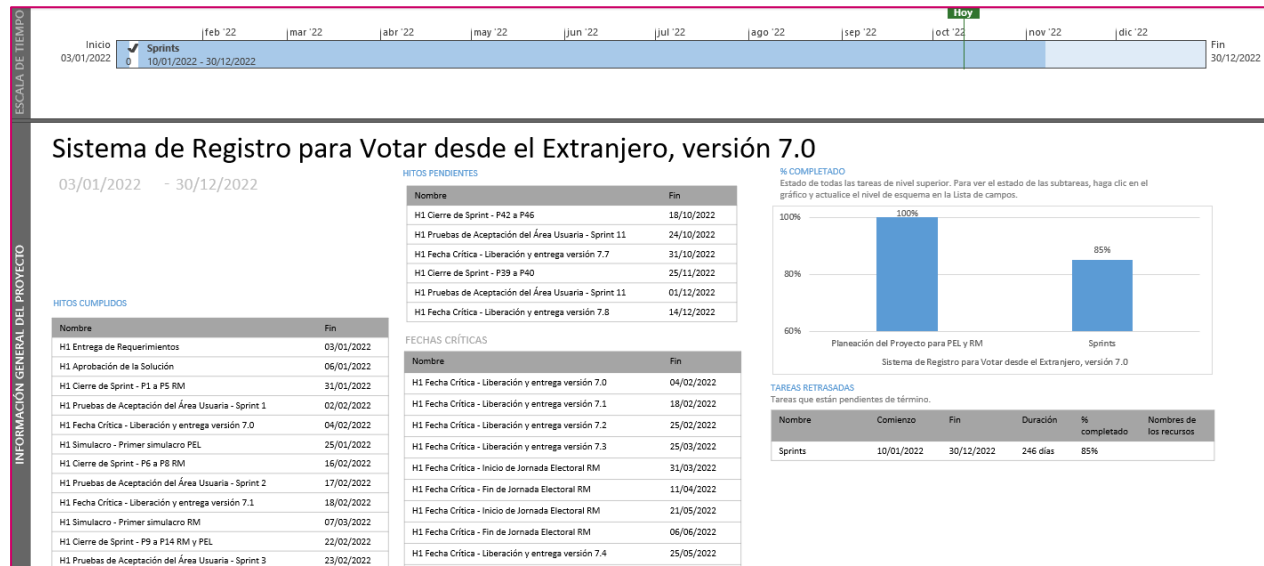 ESCALA DE TIEMPO
Hoy
feb '22 mar '22 abr '22 may '22 jun '22 jul '22 ago '22 sep '22 oct '22 nov '22 dic '22
Inicio
03/01/2022
Sprints
0 10/01/2022 - 30/12/2022
Fin
30/12/2022
INFORMACIÓN GENERAL DEL PROYECTO
Sistema de Registro para Votar desde el Extranjero, versión 7.0
03/01/2022 - 30/12/2022
HITOS CUMPLIDOS
Nombre Fin
H1 Entrega de Requerimientos 03/01/2022
H1 Aprobación de la Solución 06/01/2022
H1 Cierre de Sprint - P1 a P5 RM 31/01/2022
H1 Pruebas de Aceptación del Área Usuaria - Sprint 1 02/02/2022
H1 Fecha Crítica - Liberación y entrega versión 7.0 04/02/2022
H1 Simulacro - Primer simulacro PEL 25/01/2022
H1 Cierre de Sprint - P6 a P8 RM 16/02/2022
H1 Pruebas de Aceptación del Área Usuaria - Sprint 2 17/02/2022
H1 Fecha Crítica - Liberación y entrega versión 7.1 18/02/2022
H1 Simulacro - Primer simulacro RM 07/03/2022
H1 Cierre de Sprint - P9 a P14 RM y PEL 22/02/2022
H1 Pruebas de Aceptación del Área Usuaria - Sprint 3 23/02/2022
HITOS PENDIENTES
Nombre Fin
H1 Cierre de Sprint - P42 a P46 18/10/2022
H1 Pruebas de Aceptación del Área Usuaria - Sprint 11 24/10/2022
H1 Fecha Crítica - Liberación y entrega versión 7.7 31/10/2022
H1 Cierre de Sprint - P39 a P40 25/11/2022
H1 Pruebas de Aceptación del Área Usuaria - Sprint 11 01/12/2022
H1 Fecha Crítica - Liberación y entrega versión 7.8 14/12/2022
FECHAS CRÍTICAS
Nombre Fin
H1 Fecha Crítica - Liberación y entrega versión 7.0 04/02/2022
H1 Fecha Crítica - Liberación y entrega versión 7.1 18/02/2022
H1 Fecha Crítica - Liberación y entrega versión 7.2 25/02/2022
H1 Fecha Crítica - Liberación y entrega versión 7.3 25/03/2022
H1 Fecha Crítica - Inicio de Jornada Electoral RM 31/03/2022
H1 Fecha Crítica - Fin de Jornada Electoral RM 11/04/2022
H1 Fecha Crítica - Inicio de Jornada Electoral RM 21/05/2022
H1 Fecha Crítica - Fin de Jornada Electoral RM 06/06/2022
H1 Fecha Crítica - Liberación y entrega versión 7.4 25/05/2022
% COMPLETADO
Estado de todas las tareas de nivel superior. Para ver el estado de las subtareas, haga clic en el
gráfico y actualice el nivel de esquema en la Lista de campos.
100%
80%
60%
100%
85%
Planeación del Proyecto para PEL y RM Sprints
Sistema de Registro para Votar desde el Extranjero, versión 7.0
TAREAS RETRASADAS
Tareas que están pendientes de término.
Nombre Comienzo Fin Duración % completado Nombres de los recursos
Sprints 10/01/2022 30/12/2022 246 días 85%